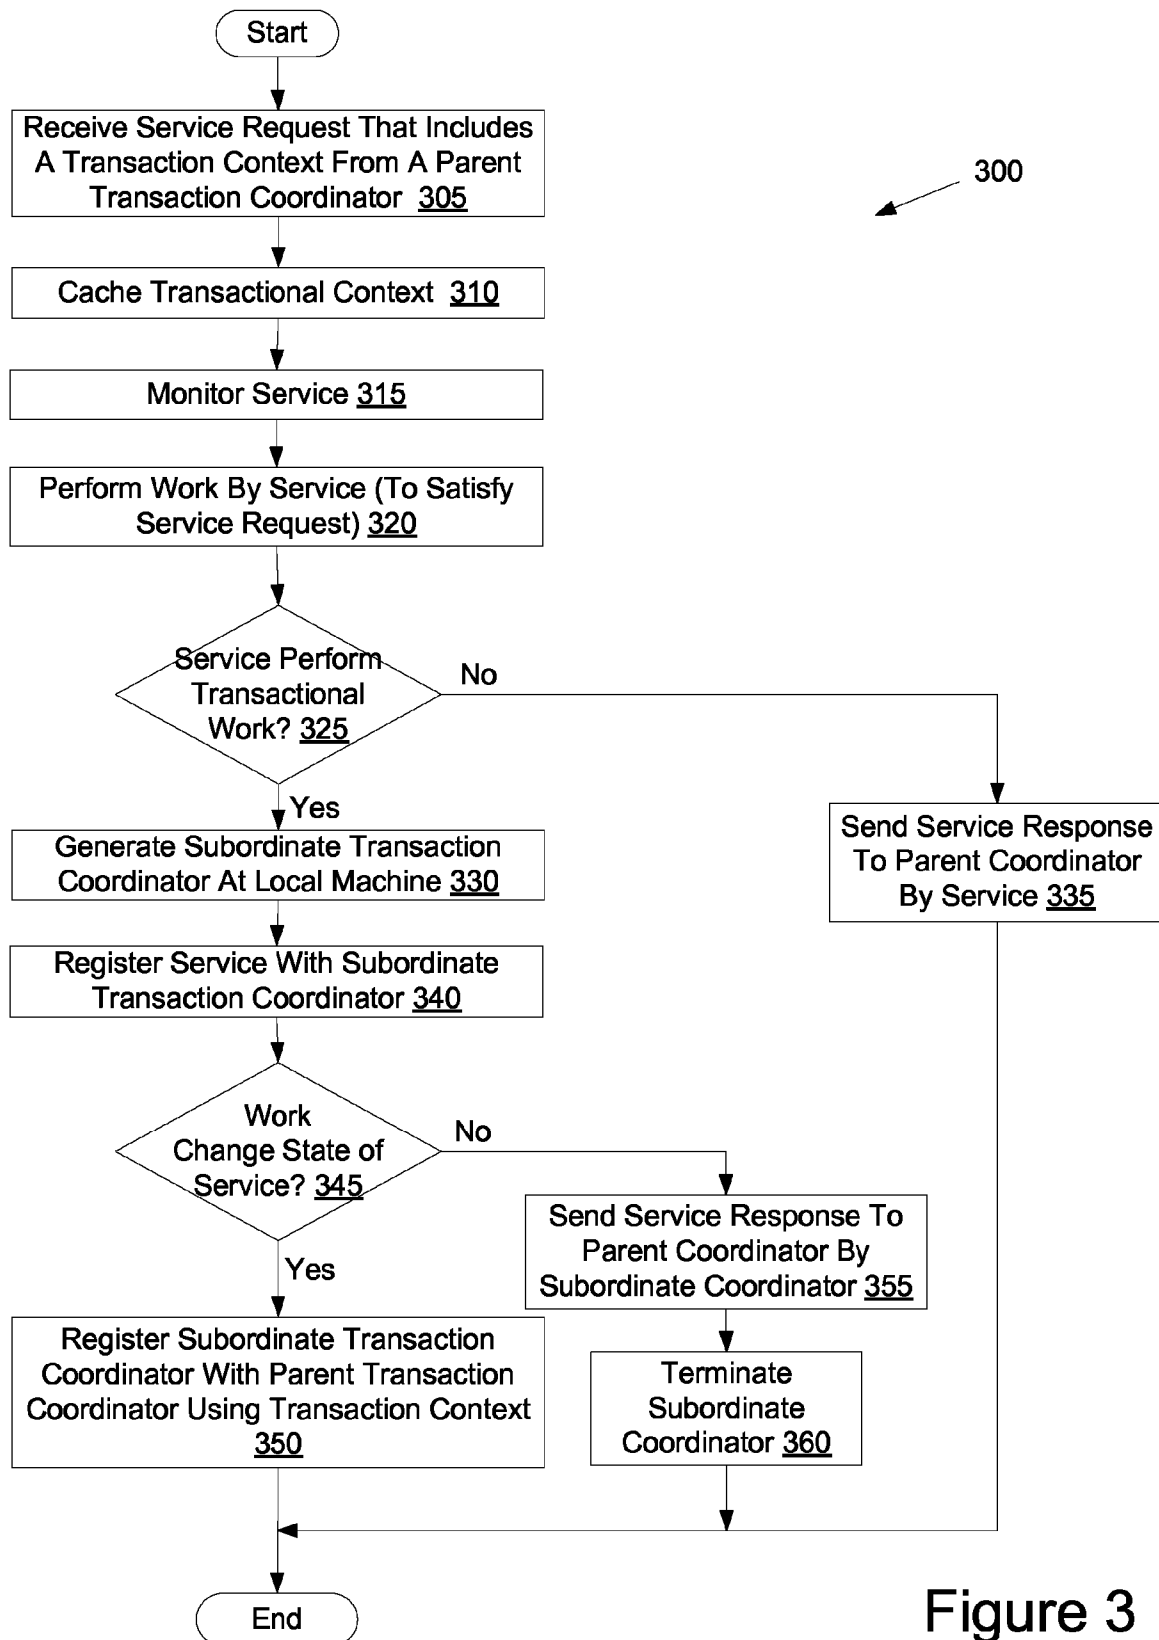 Start
Receive Service Request That Includes
A Transaction Context From A Parent
Transaction Coordinator 305
300
Cache Transactional Context 310
Monitor Service 315
Perform Work By Service (To Satisfy
Service Request) 320
Service Perform
Transactional
Work? 325
No
Yes
Send Service Response
To Parent Coordinator
By Service 335
Generate Subordinate Transaction
Coordinator At Local Machine 330
Register Service With Subordinate
Transaction Coordinator 340
Work
Change State of
Service? 345
No
Yes
Send Service Response To
Parent Coordinator By
Subordinate Coordinator 355
Register Subordinate Transaction
Coordinator With Parent Transaction
Coordinator Using Transaction Context
350
Terminate
Subordinate
Coordinator 360
End
Figure 3